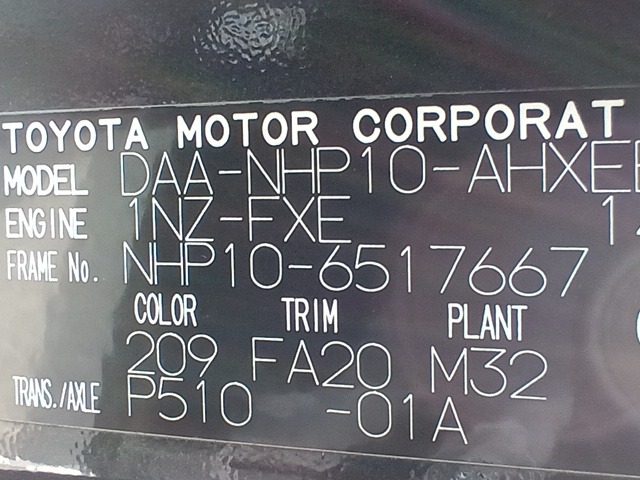 TOYOTA MOTOR CORPORAT
MODEL DAA-NHP10-AHXE
ENGINE 1NZ-FXE
FRAME No. NHP10-6517667
COLOR TRIM PLANT
209 FA20 M32
TRANS./AXLE P510 -01A